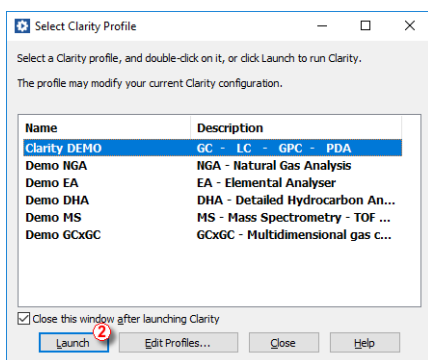 Select Clarity Profile
Select a Clarity profile, and double-click on it, or click Launch to run Clarity.
The profile may modify your current Clarity configuration.
Name Description
Clarity DEMO GC - LC - GPC - PDA
Demo NGA NGA - Natural Gas Analysis
Demo EA EA - Elemental Analyser
Demo DHA DHA - Detailed Hydrocarbon An...
Demo MS MS - Mass Spectrometry - TOF ...
Demo GCxGC GCxGC - Multidimensional gas c...
Close this window after launching Clarity
2
Launch Edit Profiles... Close Help